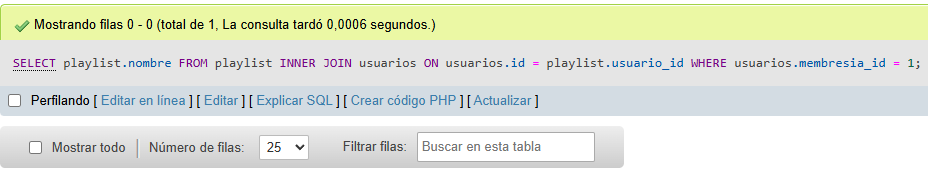 Mostrando filas 0 - 0 (total de 1, La consulta tardó 0,0006 segundos.)
SELECT playlist.nombre FROM playlist INNER JOIN usuarios ON usuarios.id = playlist.usuario_id WHERE usuarios.membresia_id = 1;
Perfilando [ Editar en línea ] [ Editar ] [ Explicar SQL ] [ Crear código PHP ] [ Actualizar ]
Mostrar todo Número de filas: 25 Filtrar filas: Buscar en esta tabla